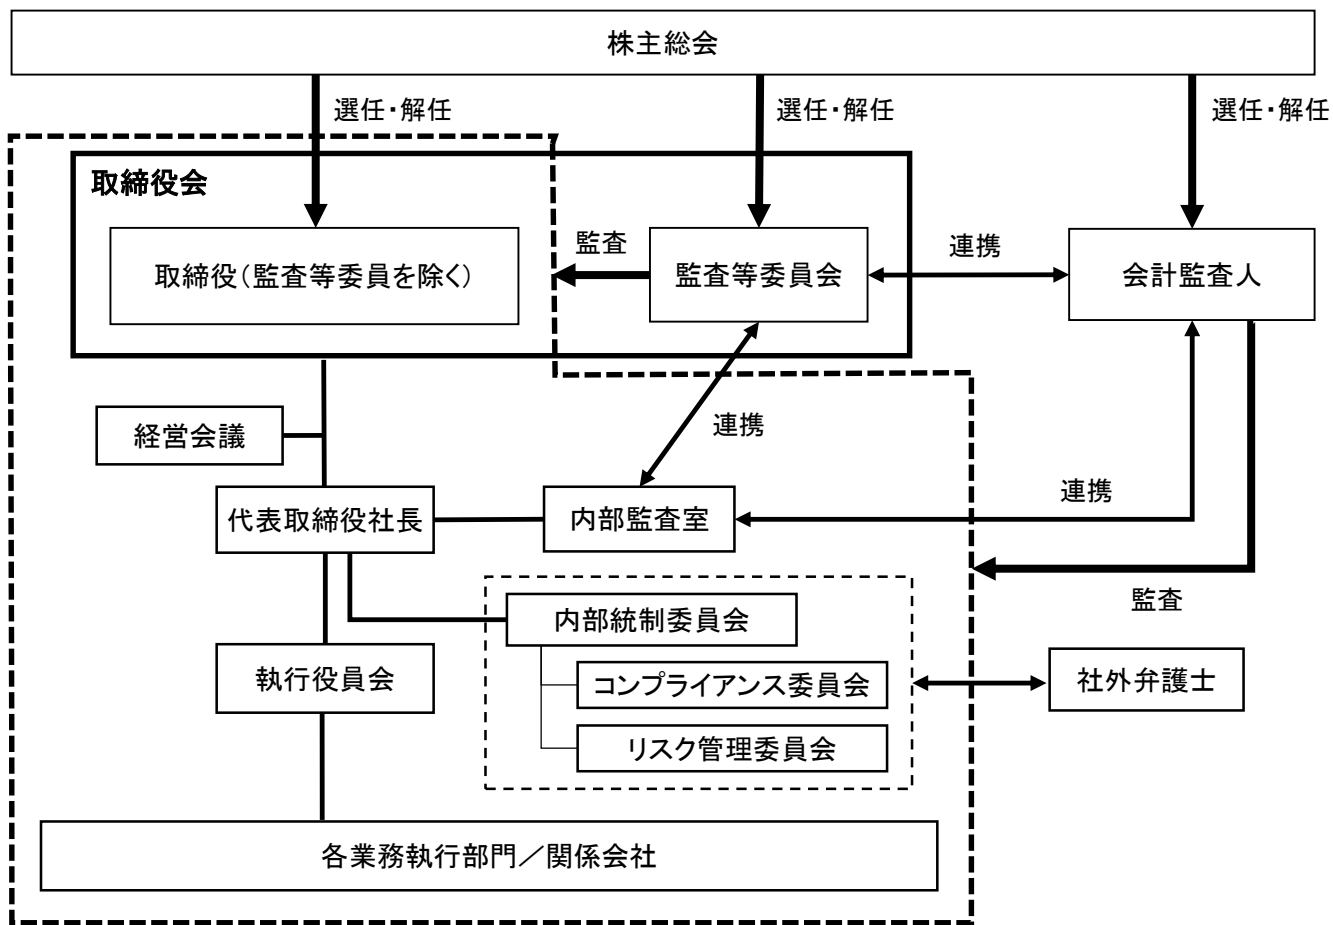 株主総会
選任・解任
選任・解任
選任・解任
取締役会
取締役（監査等委員を除く）
監査
監査等委員会
連携
会計監査人
経営会議
連携
代表取締役社長
内部監査室
連携
監査
内部統制委員会
執行役員会
コンプライアンス委員会
社外弁護士
リスク管理委員会
各業務執行部門／関係会社